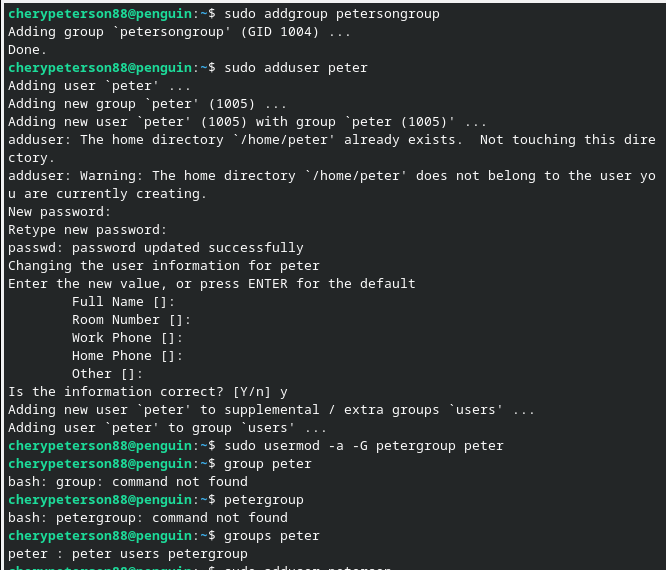 cherypeterson88@penguin:~$ sudo addgroup petersongroup
Adding group `petersongroup' (GID 1004) ...
Done.
cherypeterson88@penguin:~$ sudo adduser peter
Adding user `peter' ...
Adding new group `peter' (1005) ...
Adding new user `peter' (1005) with group `peter (1005)' ...
adduser: The home directory `/home/peter' already exists.  Not touching this dire
ctory.
adduser: Warning: The home directory `/home/peter' does not belong to the user yo
u are currently creating.
New password:
Retype new password:
passwd: password updated successfully
Changing the user information for peter
Enter the new value, or press ENTER for the default
        Full Name []:
        Room Number []:
        Work Phone []:
        Home Phone []:
        Other []:
Is the information correct? [Y/n] y
Adding new user `peter' to supplemental / extra groups `users' ...
Adding user `peter' to group `users' ...
cherypeterson88@penguin:~$ sudo usermod -a -G petergroup peter
cherypeterson88@penguin:~$ group peter
bash: group: command not found
cherypeterson88@penguin:~$ petergroup
bash: petergroup: command not found
cherypeterson88@penguin:~$ groups peter
peter : peter users petergroup